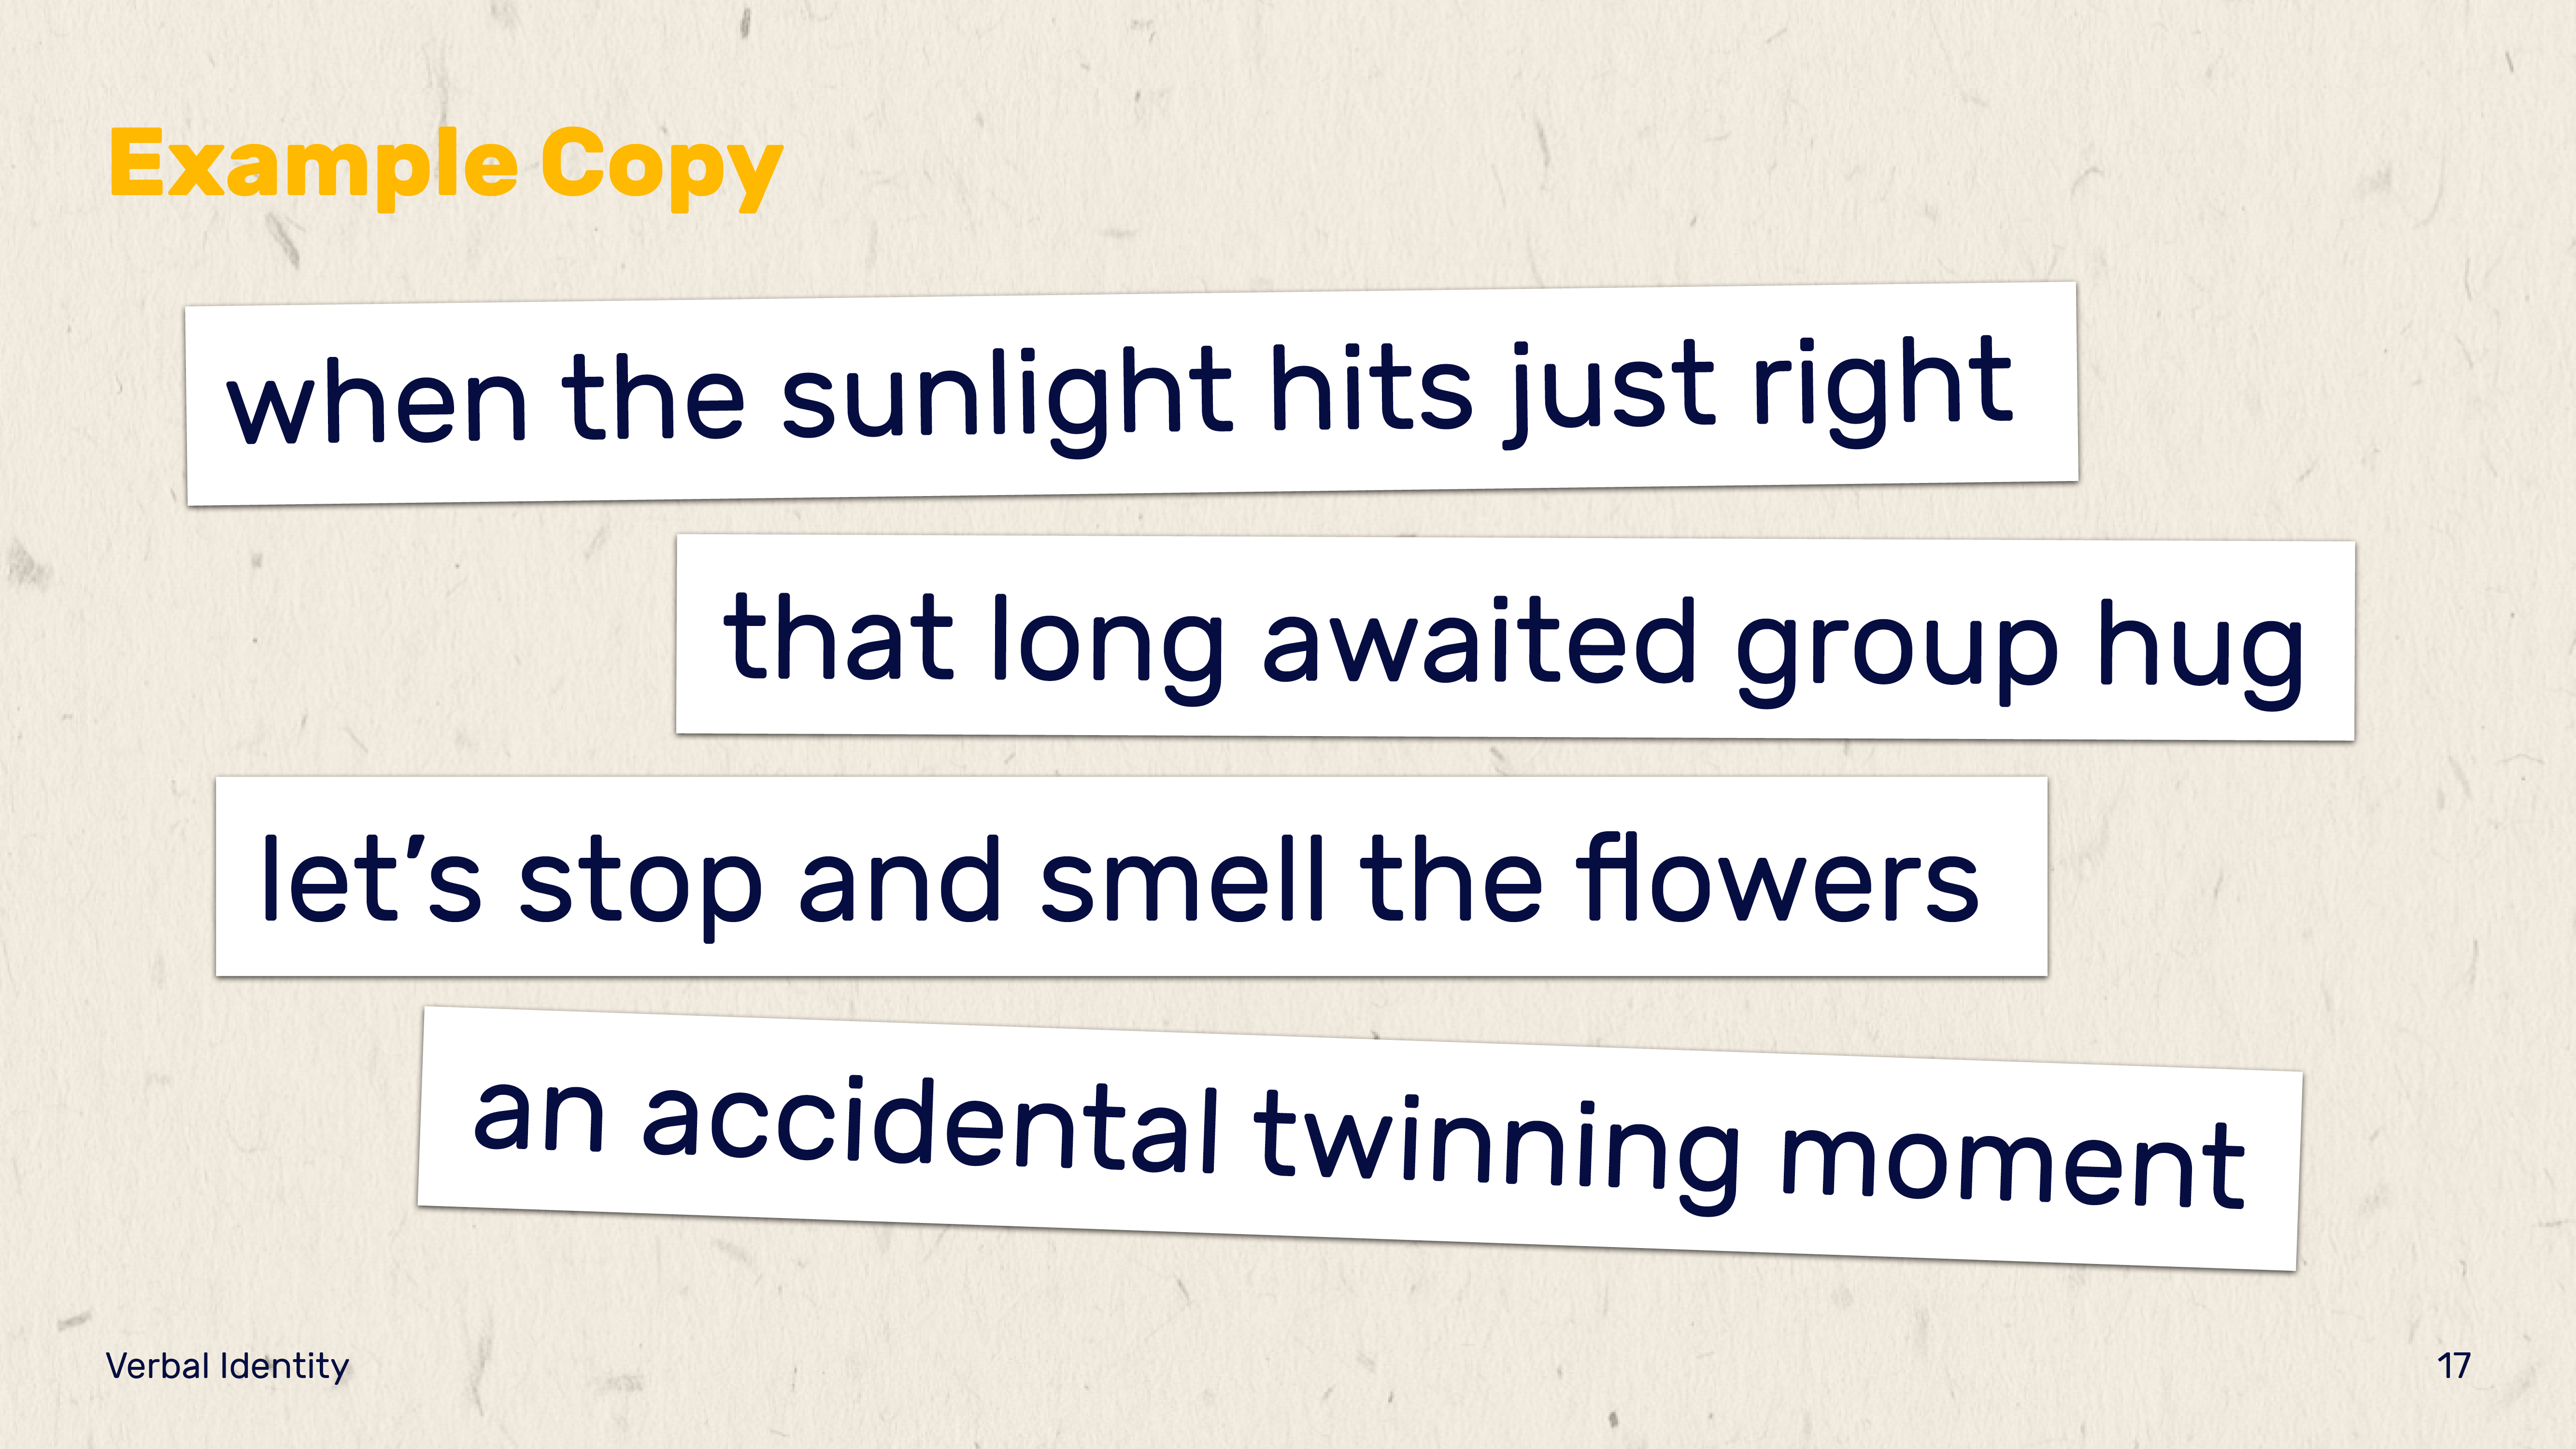 Example Copy
when the sunlight hits just right
that long awaited group hug
let’s stop and smell the flowers
an accidental twinning moment
Verbal Identity
17